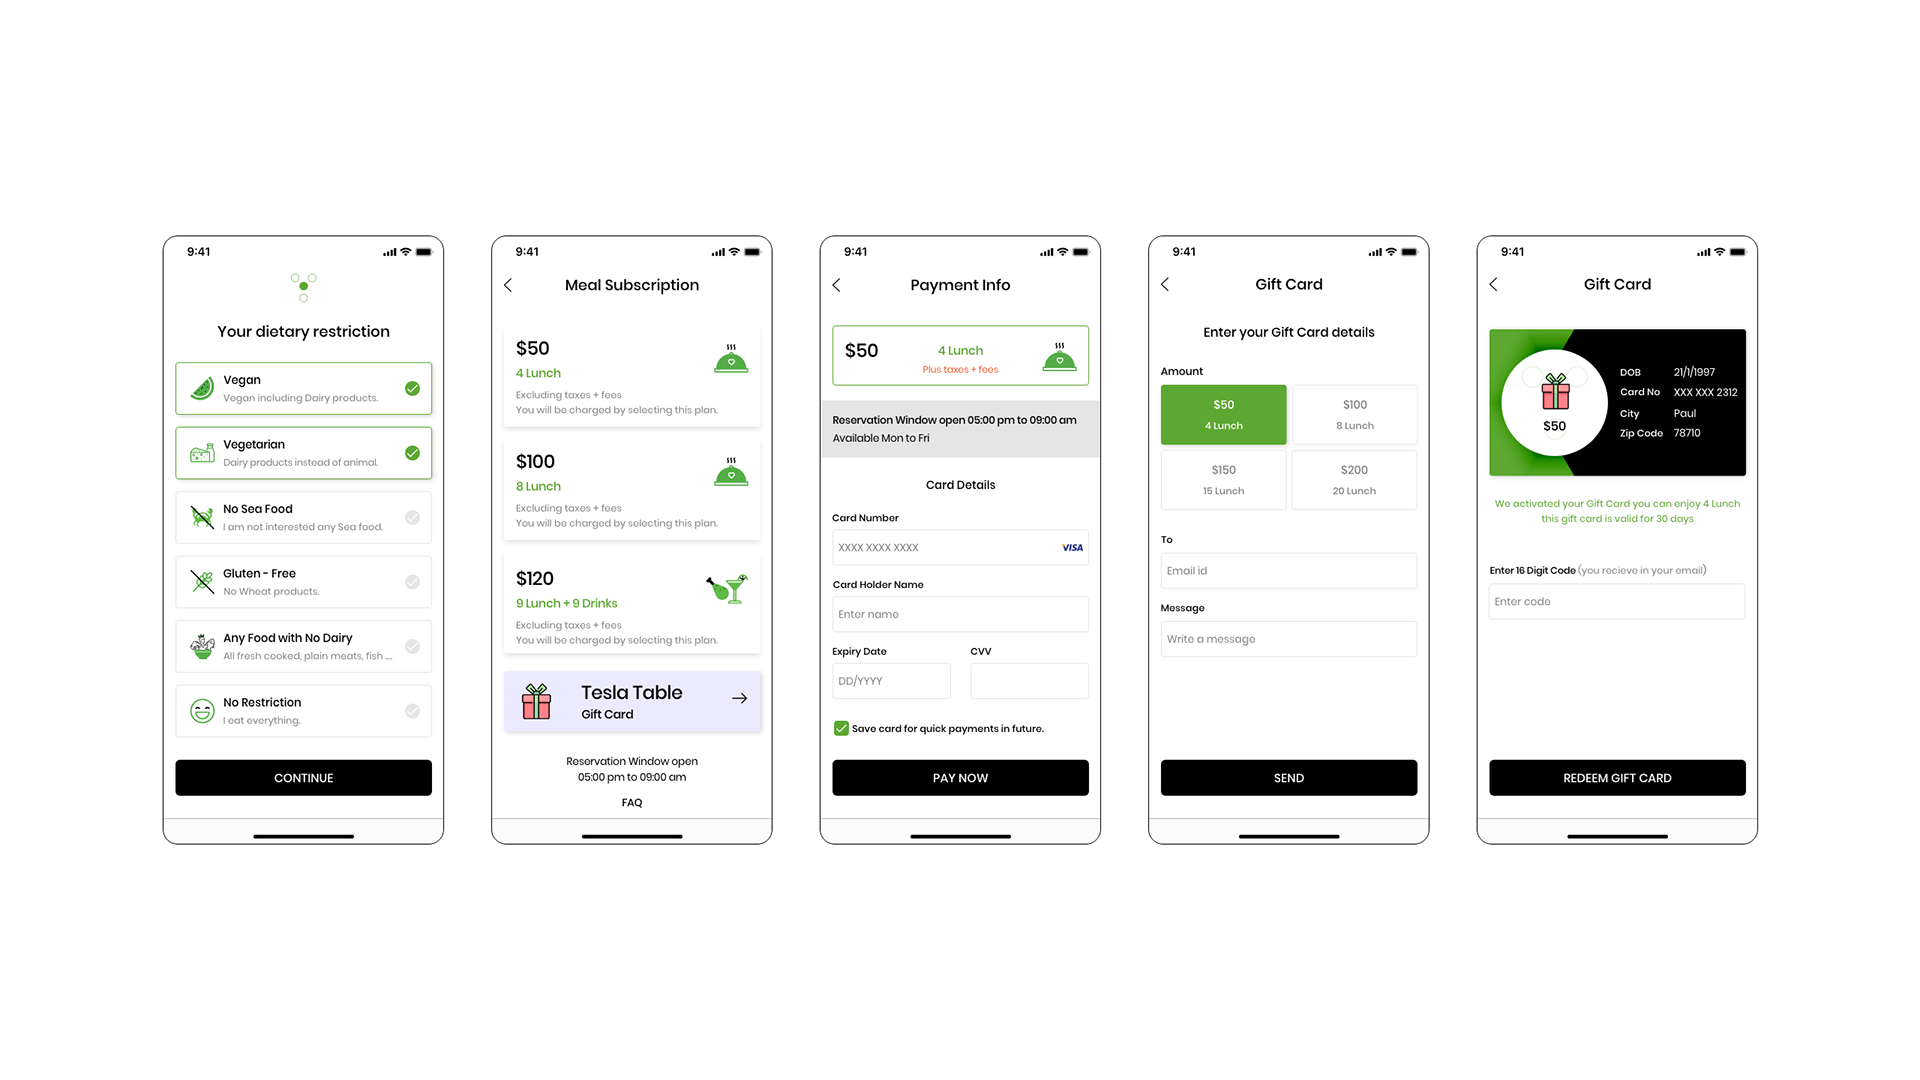 9:41
Your dietary restriction
Vegan
Vegan including Dairy products.
Vegetarian
Dairy products instead of animal.
No Sea Food
I am not interested any Sea food.
Gluten - Free
No Wheat products.
Any Food with No Dairy
All fresh cooked, plain meats, fish ....
No Restriction
I eat everything.
CONTINUE
9:41
Meal Subscription
$50
4 Lunch
Excluding taxes + fees
You will be charged by selecting this plan.
$100
8 Lunch
Excluding taxes + fees
You will be charged by selecting this plan.
$120
9 Lunch + 9 Drinks
Excluding taxes + fees
You will be charged by selecting this plan.
Tesla Table
Gift Card
Reservation Window open
05:00 pm to 09:00 am
FAQ
9:41
Payment Info
$50
4 Lunch
Plus taxes + fees
Reservation Window open 05:00 pm to 09:00 am
Available Mon to Fri
Card Details
Card Number
XXXX XXXX XXXX
VISA
Card Holder Name
Enter name
Expiry Date
CVV
DD/YYYY
Save card for quick payments in future.
PAY NOW
9:41
Gift Card
Enter your Gift Card details
Amount
$50
4 Lunch
$100
8 Lunch
$150
15 Lunch
$200
20 Lunch
To
Email id
Message
Write a message
SEND
9:41
Gift Card
$50
DOB 21/1/1997
Card No XXX XXX 2312
City Paul
Zip Code 78710
We activated your Gift Card you can enjoy 4 Lunch
this gift card is valid for 30 days
Enter 16 Digit Code (you recieve in your email)
Enter code
REDEEM GIFT CARD